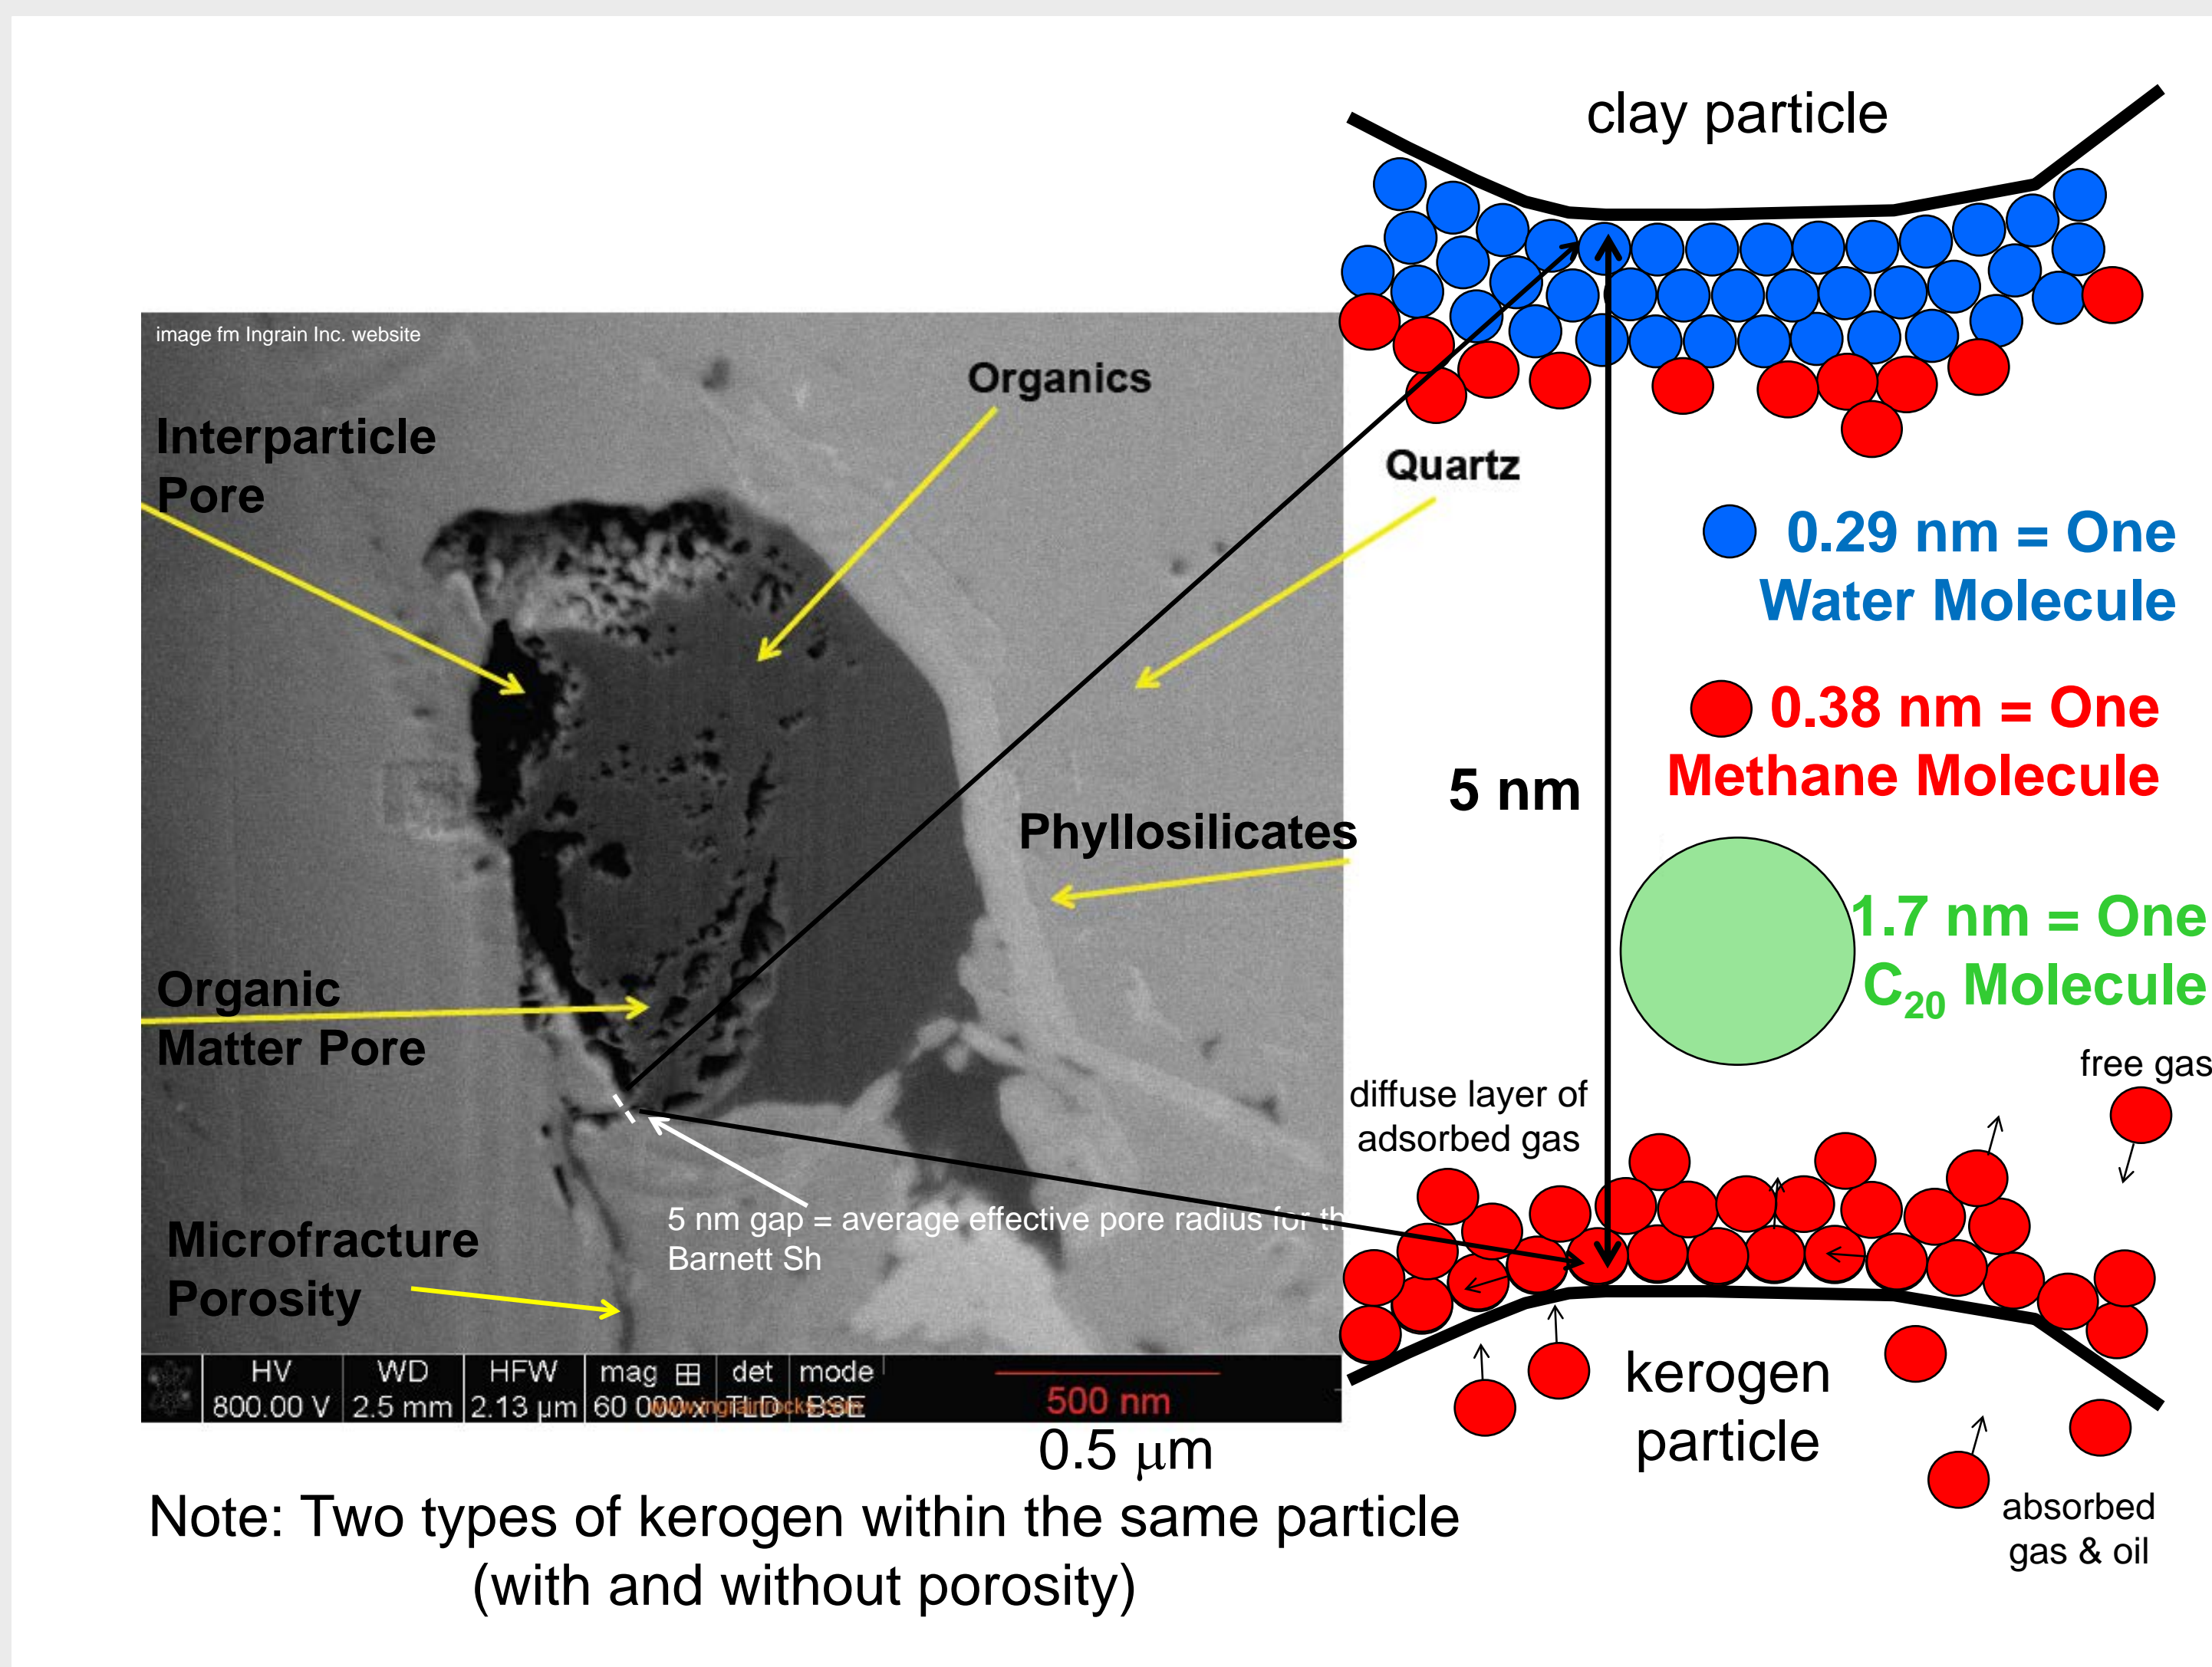 clay particle
image fm Ingrain Inc. website
Organics
Interparticle
Pore
Quartz
0.29 nm = One
Water Molecule
0.38 nm = One
Methane Molecule
5 nm
Phyllosilicates
1.7 nm = One
C₂₀ Molecule
Organic
Matter Pore
free gas
diffuse layer of
adsorbed gas
5 nm gap = average effective pore radius for th
Barnett Sh
Microfracture
Porosity
kerogen
particle
HV WD HFW mag det mode
800.00 V 2.5 mm 2.13 µm 60 000 x TLD BSE
www.ingrainrocks.com
500 nm
0.5 µm
absorbed
gas & oil
Note: Two types of kerogen within the same particle
(with and without porosity)